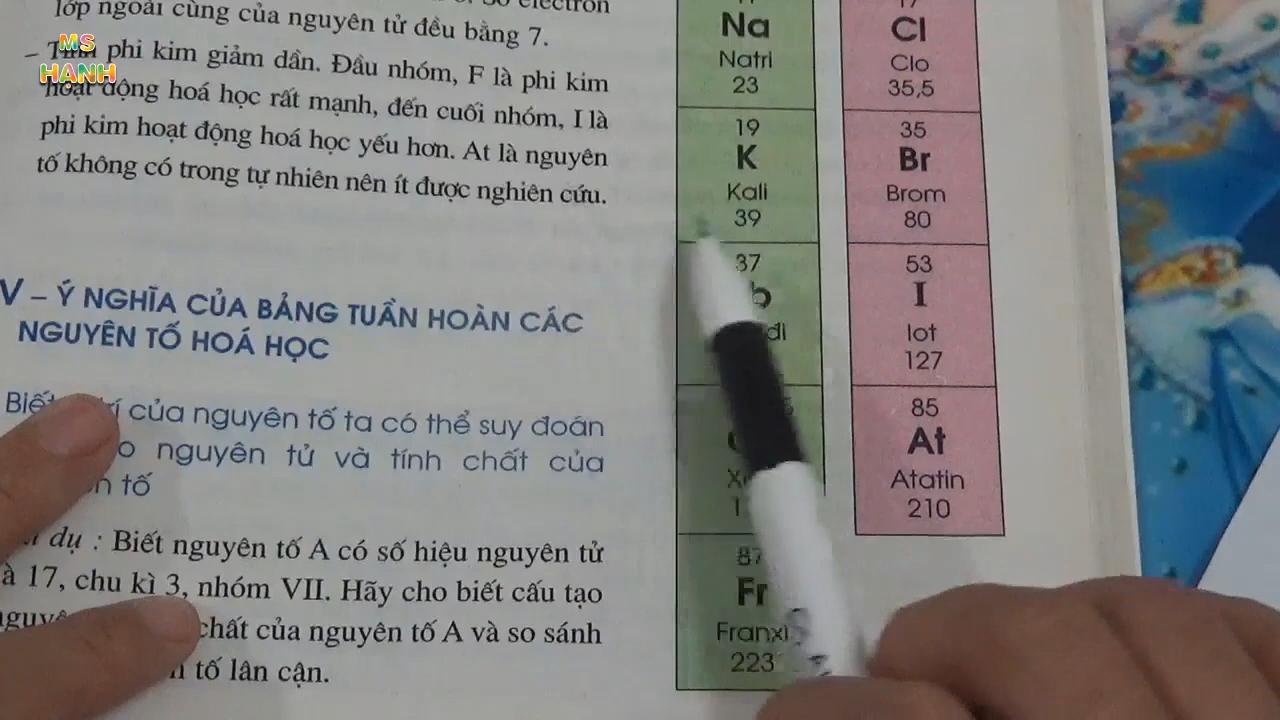 MS
HẠNH
lớp ngoài cùng của nguyên tử đều bằng 7.
– phi kim giảm dần. Đầu nhóm, F là phi kim
hoạt động hoá học rất mạnh, đến cuối nhóm, I là
phi kim hoạt động hoá học yếu hơn. At là nguyên
tố không có trong tự nhiên nên ít được nghiên cứu.
V – Ý NGHĨA CỦA BẢNG TUẦN HOÀN CÁC
NGUYÊN TỐ HOÁ HỌC
của nguyên tố ta có thể suy đoán
nguyên tử và tính chất của
tố
dụ : Biết nguyên tố A có số hiệu nguyên tử
à 17, chu kì 3, nhóm VII. Hãy cho biết cấu tạo
chất của nguyên tố A và so sánh
tố lân cận.
Na
Natri
23
19
K
Kali
39
37
87
Fr
Franxi
223
17
Cl
Clo
35,5
35
Br
Brom
80
53
I
Iot
127
85
At
Atatin
210